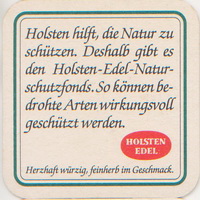 Holsten hilft, die Natur zu
schützen. Deshalb gibt es
den Holsten-Edel-Natur-
schutzfonds. So können be-
drohte Arten wirkungsvoll
geschützt werden.
HOLSTEN
EDEL
Herzhaft würzig, feinherb im Geschmack.